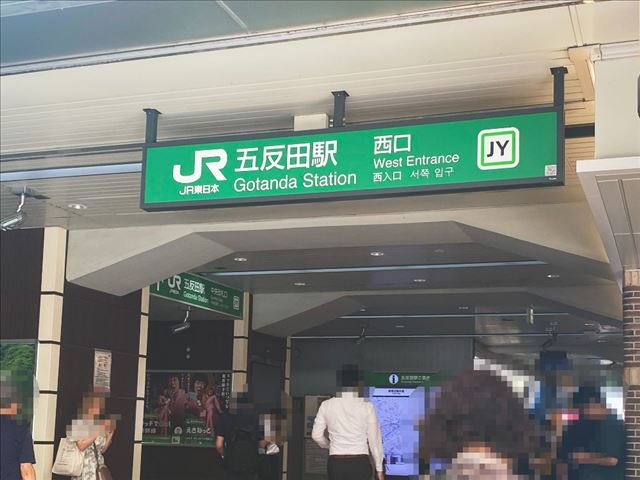 JR
JR東日本
五反田駅
Gotanda Station
西口
West Entrance
西入口 서쪽 입구
JY
JR
五反田駅
Gotanda Station